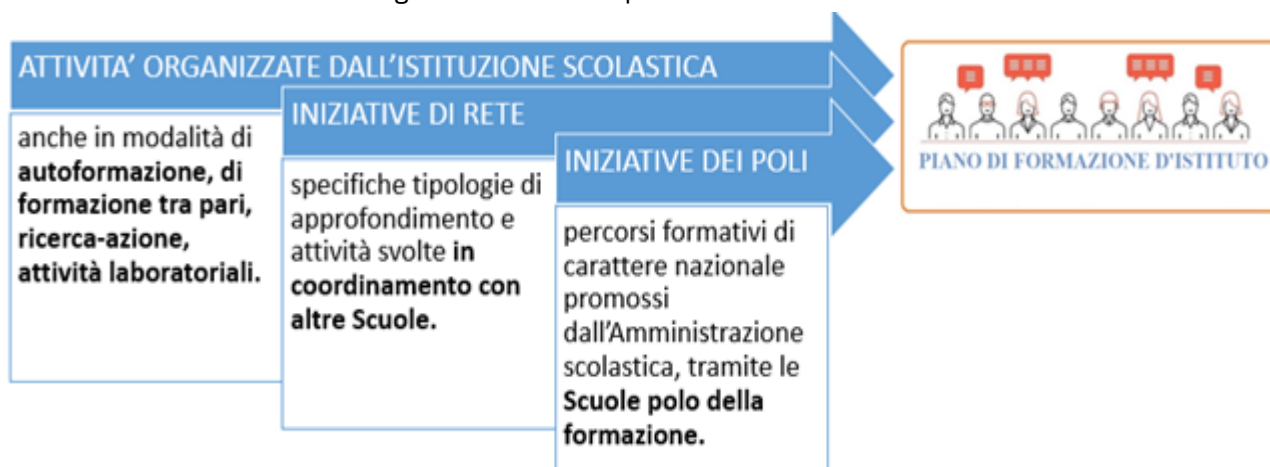 ATTIVITA' ORGANIZZATE DALL'ISTITUZIONE SCOLASTICA
anche in modalità di
autoformazione, di
formazione tra pari,
ricerca-azione,
attività laboratoriali.
INIZIATIVE DI RETE
specifiche tipologie di
approfondimento e
attività svolte in
coordinamento con
altre Scuole.
INIZIATIVE DEI POLI
percorsi formativi di
carattere nazionale
promossi
dall'Amministrazione
scolastica, tramite le
Scuole polo della
formazione.
PIANO DI FORMAZIONE D'ISTITUTO